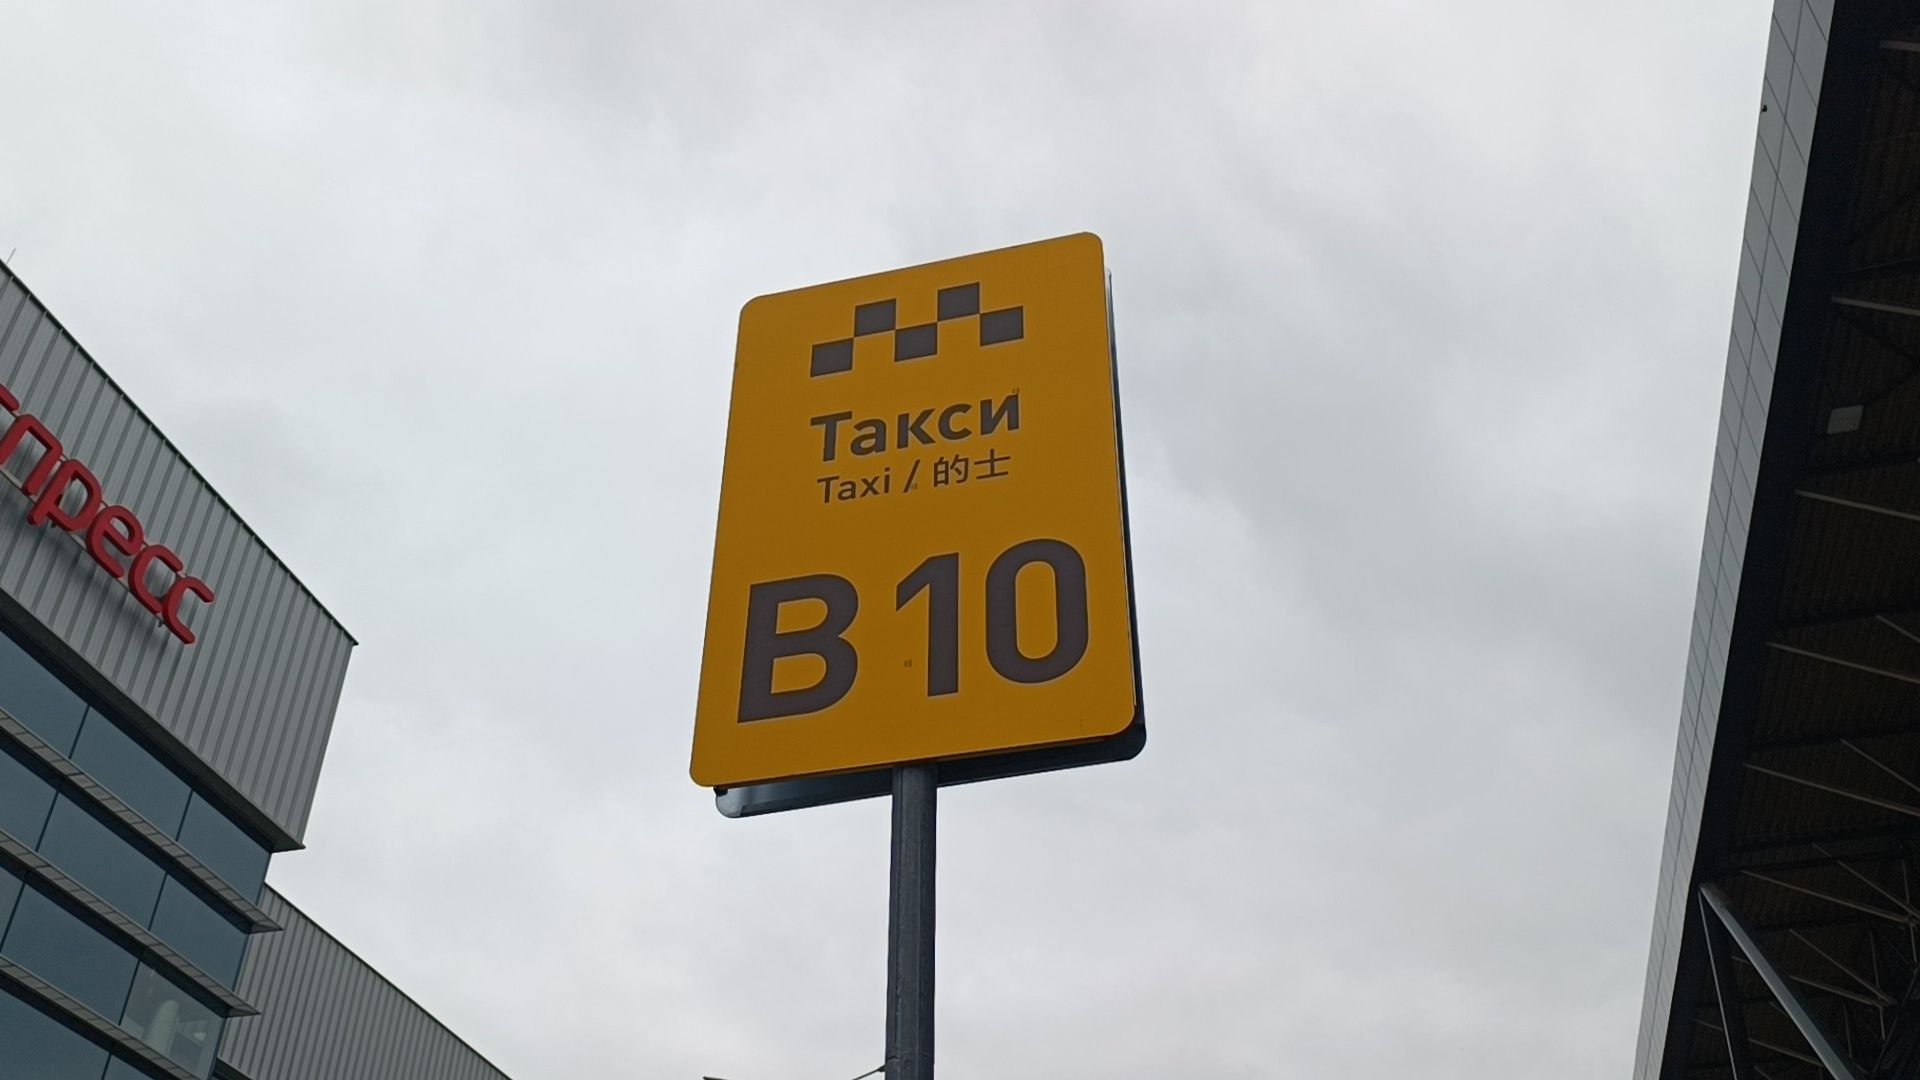 Такси
Taxi / 的士
B10